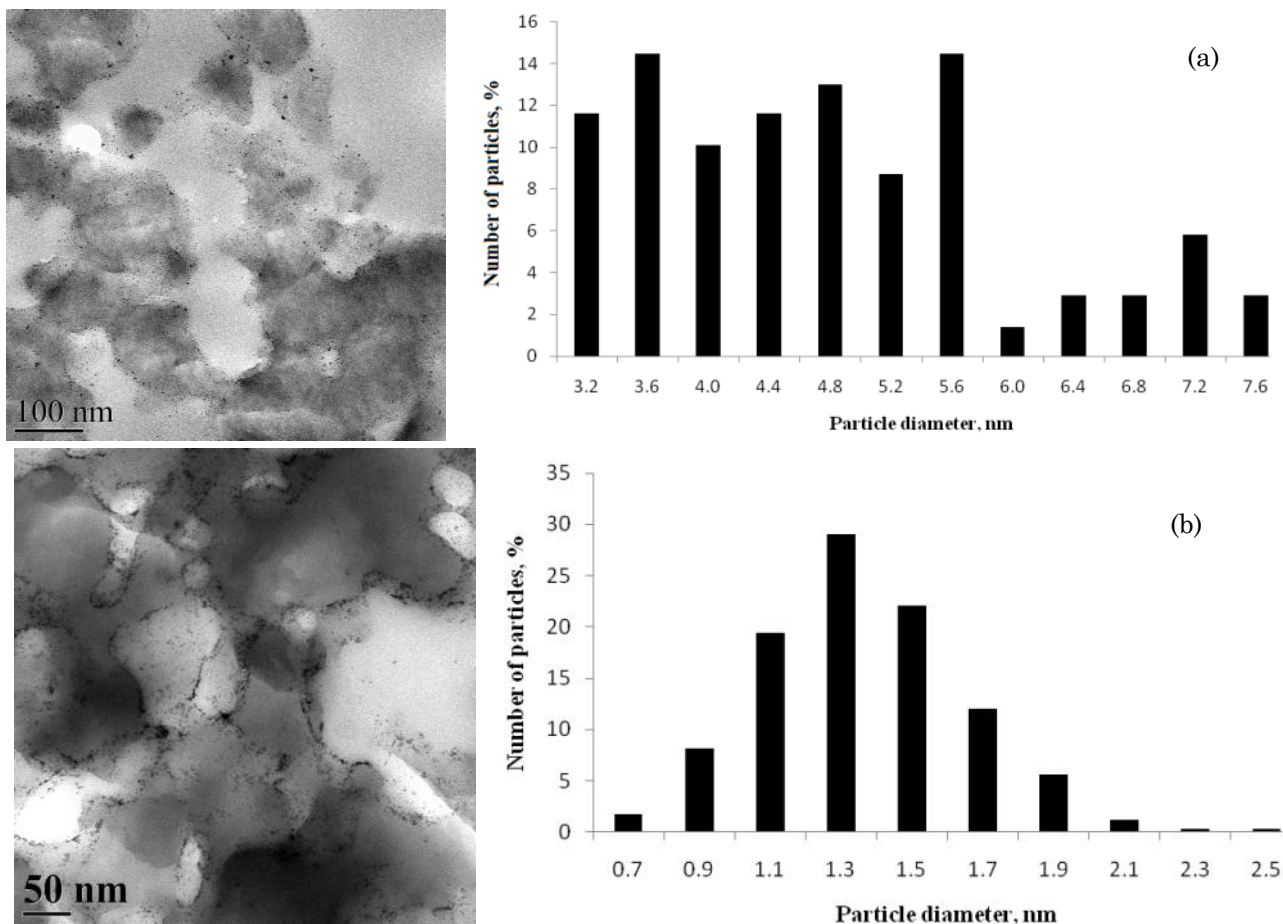 100 nm
(a)
Number of particles, %
16
14
12
10
8
6
4
2
0
3.2 3.6 4.0 4.4 4.8 5.2 5.6 6.0 6.4 6.8 7.2 7.6
Particle diameter, nm
50 nm
(b)
Number of particles, %
35
30
25
20
15
10
5
0
0.7 0.9 1.1 1.3 1.5 1.7 1.9 2.1 2.3 2.5
Particle diameter, nm